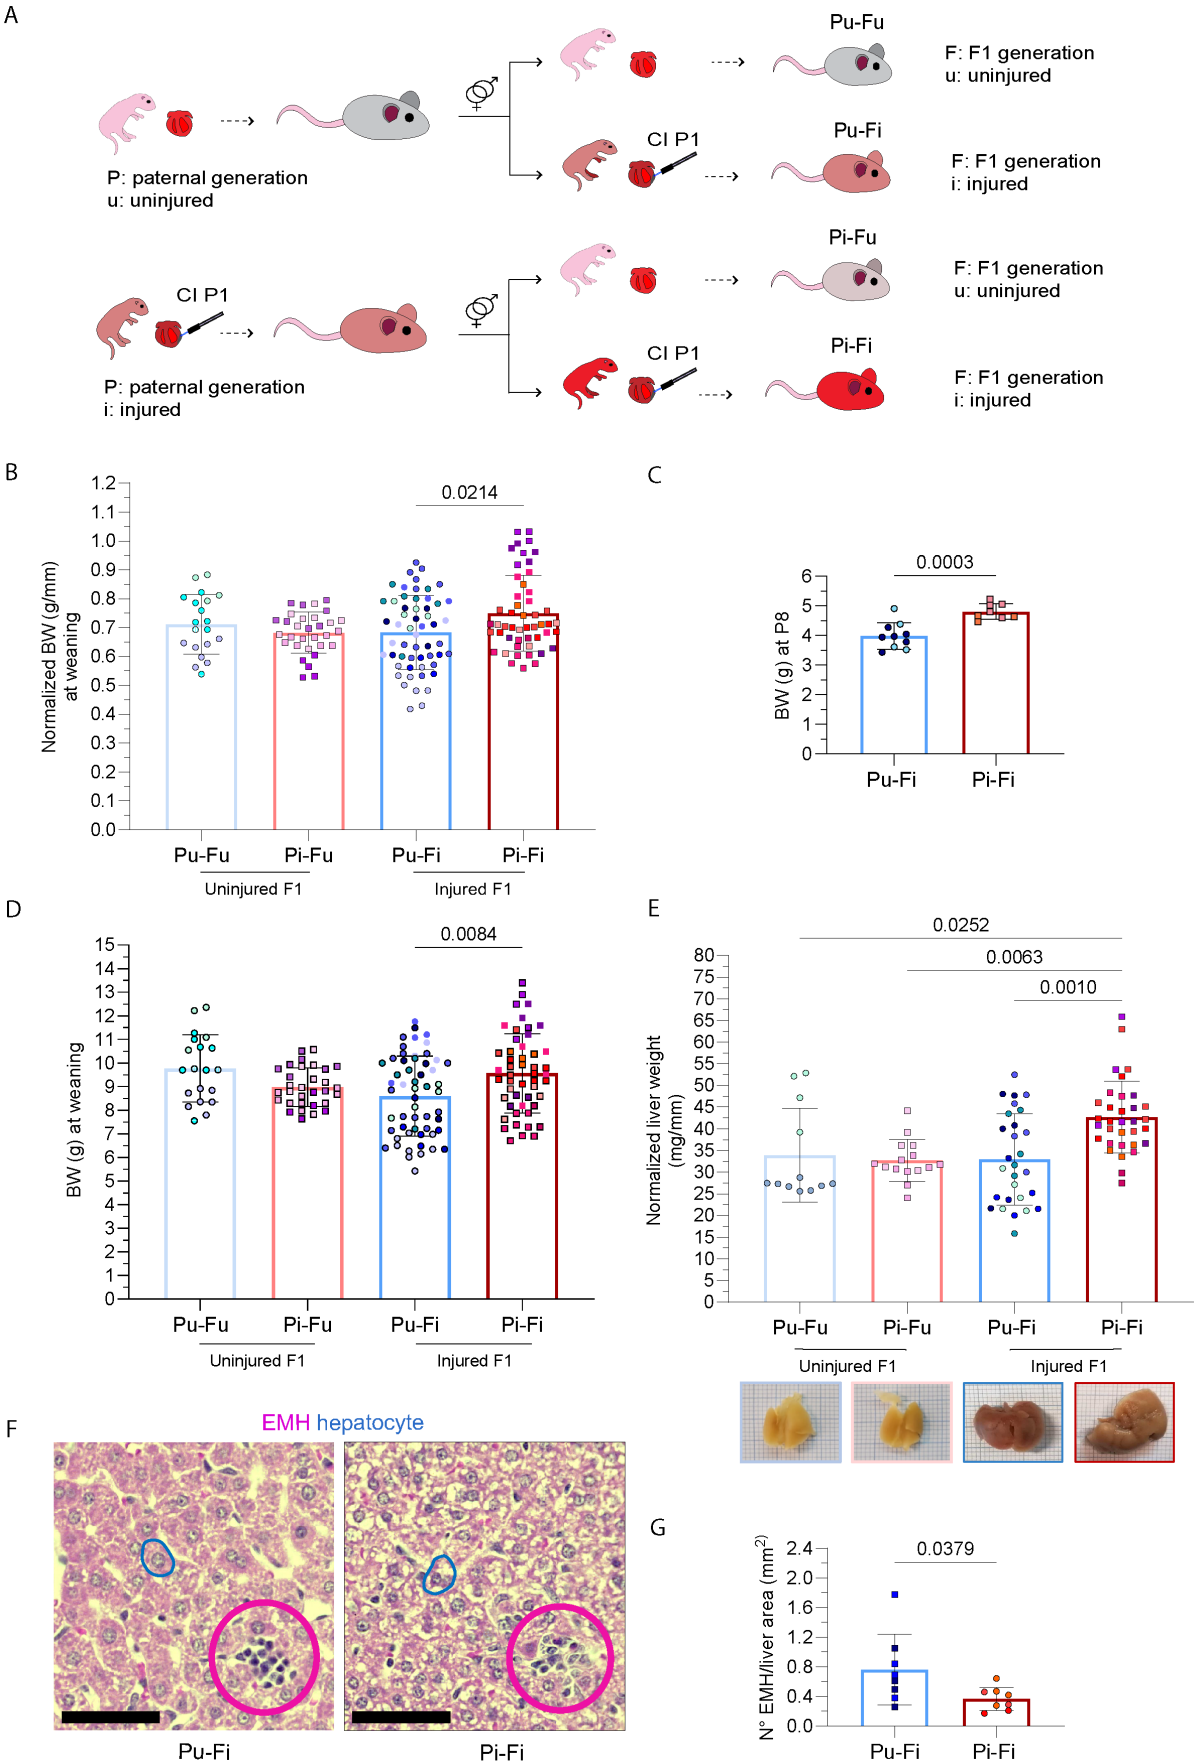 A
Pu-Fu
F: F1 generation
u: uninjured
P: paternal generation
u: uninjured
CI P1
Pu-Fi
F: F1 generation
i: injured
CI P1
P: paternal generation
i: injured
Pi-Fu
F: F1 generation
u: uninjured
CI P1
Pi-Fi
F: F1 generation
i: injured
B
Normalized BW (g/mm)
at weaning
1.2
1.1
1.0
0.9
0.8
0.7
0.6
0.5
0.4
0.3
0.2
0.1
0.0
0.0214
Pu-Fu Pi-Fu Pu-Fi Pi-Fi
Uninjured F1 Injured F1
C
BW (g) at P8
6
5
4
3
2
1
0
0.0003
Pu-Fi Pi-Fi
D
BW (g) at weaning
15
14
13
12
11
10
9
8
7
6
5
4
3
2
1
0
0.0084
Pu-Fu Pi-Fu Pu-Fi Pi-Fi
Uninjured F1 Injured F1
E
Normalized liver weight
(mg/mm)
80
75
70
65
60
55
50
45
40
35
30
25
20
15
10
5
0
0.0252
0.0063
0.0010
Pu-Fu Pi-Fu Pu-Fi Pi-Fi
Uninjured F1 Injured F1
F
EMH hepatocyte
Pu-Fi Pi-Fi
G
N° EMH/liver area (mm²)
2.4
2.0
1.6
1.2
0.8
0.4
0.0
0.0379
Pu-Fi Pi-Fi